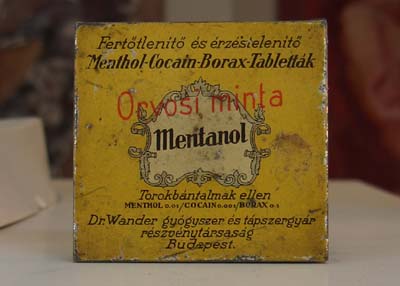 Fertőtlenítő és érzéstelenítő
Menthol-Cocain-Borax-Tabletták
Orvosi minta
Mentanol
Torokbántalmak ellen
MENTHOL 0.01/COCAIN 0.001/BORAX 0.1
Dr. Wander gyógyszer és tápszergyár
részvénytársaság
Budapest.